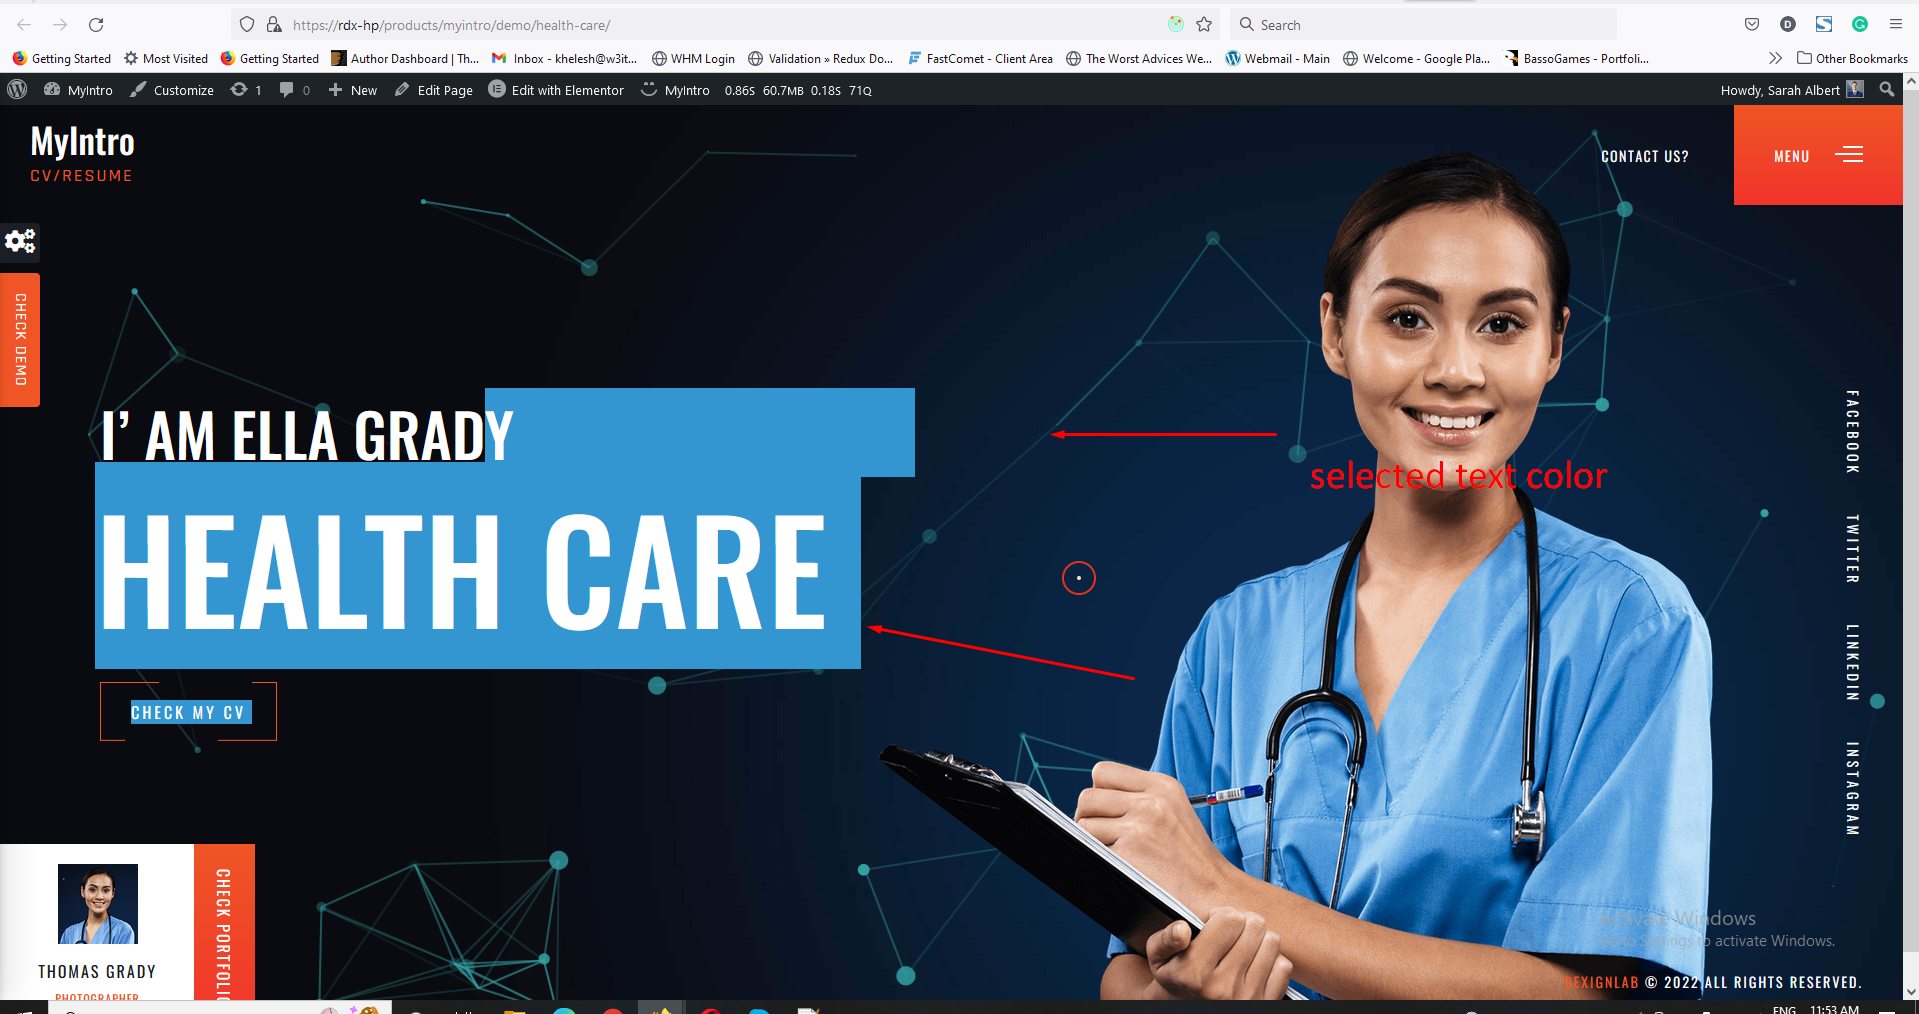 https://rdx-hp/products/myintro/demo/health-care/
Search
Getting Started
Most Visited
Getting Started
Author Dashboard | Th...
Inbox - khelesh@w3it...
WHM Login
Validation » Redux Do...
FastComet - Client Area
The Worst Advices We...
Webmail - Main
Welcome - Google Pla...
BassoGames - Portfoli...
Other Bookmarks
MyIntro
Customize
1
0
New
Edit Page
Edit with Elementor
MyIntro
0.86S 60.7MB 0.18S 71Q
Howdy, Sarah Albert
MyIntro
CV/RESUME
CONTACT US?
MENU
CHECK DEMO
I’ AM ELLA GRADY
HEALTH CARE
selected text color
CHECK MY CV
FACEBOOK
TWITTER
LINKEDIN
INSTAGRAM
THOMAS GRADY
PHOTOGRAPHER
CHECK PORTFOLIO
Activate Windows
Settings to activate Windows.
DEXIGNLAB © 2022 ALL RIGHTS RESERVED.
ENG
11:53 AM